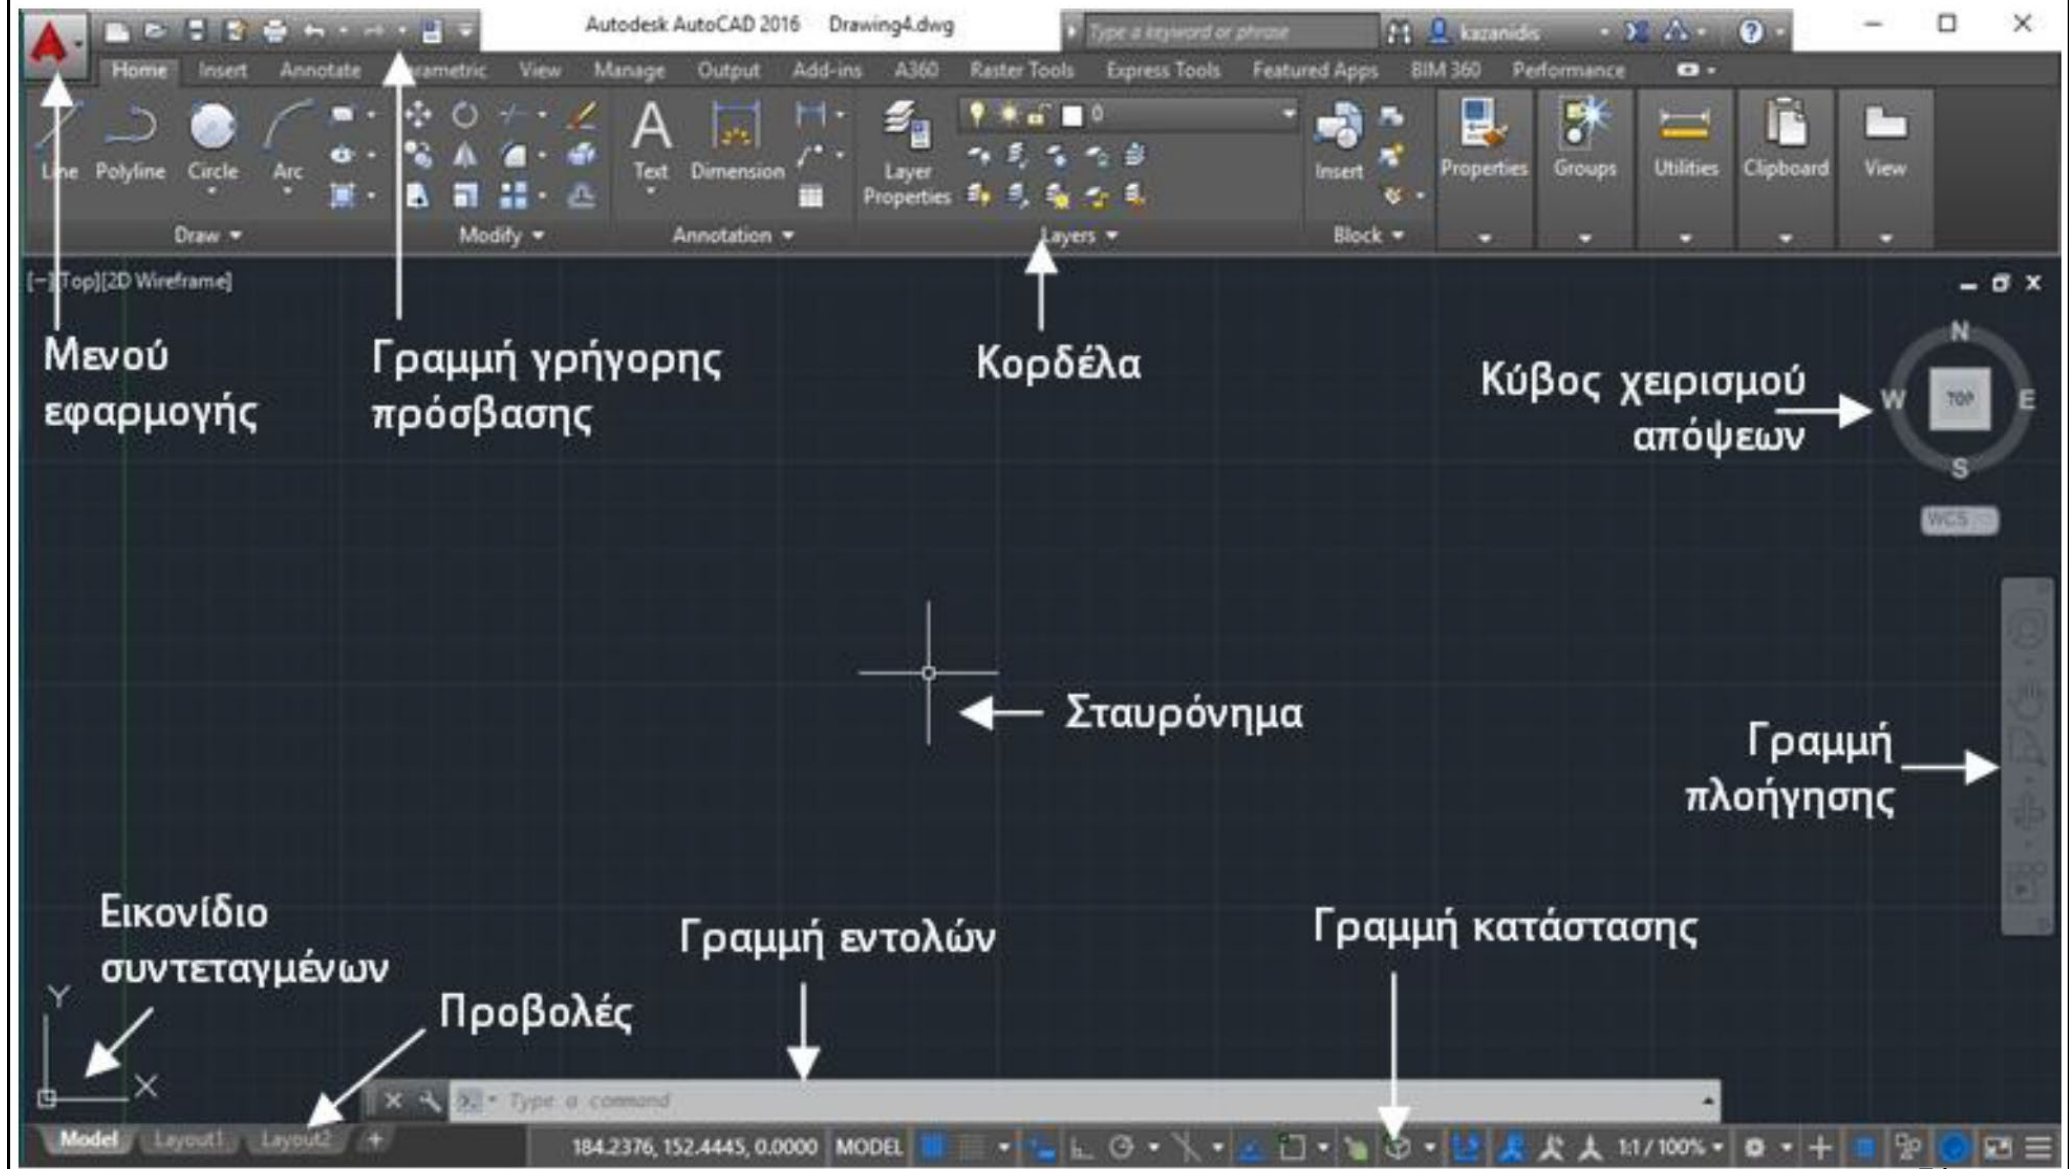 Autodesk AutoCAD 2016 Drawing4.dwg Type a keyword or phrase kazanidis
Home Insert Annotate View Manage Output Add-ins A360 Raster Tools Express Tools Featured Apps BIM 360 Performance
0
Line Polyline Circle Arc Text Dimension Layer Properties Insert Properties Groups Utilities Clipboard View
Draw Modify Annotation Layers Block
[−][Top][2D Wireframe]
Μενού
εφαρμογής
Γραμμή γρήγορης
πρόσβασης
Κορδέλα
Κύβος χειρισμού
απόψεων
N
W TOP E
S
WCS
Σταυρόνημα
Γραμμή
πλοήγησης
Εικονίδιο
συντεταγμένων
Προβολές
Γραμμή εντολών
Γραμμή κατάστασης
Y
X
Type a command
Model Layout1 Layout2 +
184.2376, 152.4445, 0.0000 MODEL 1:1 / 100%